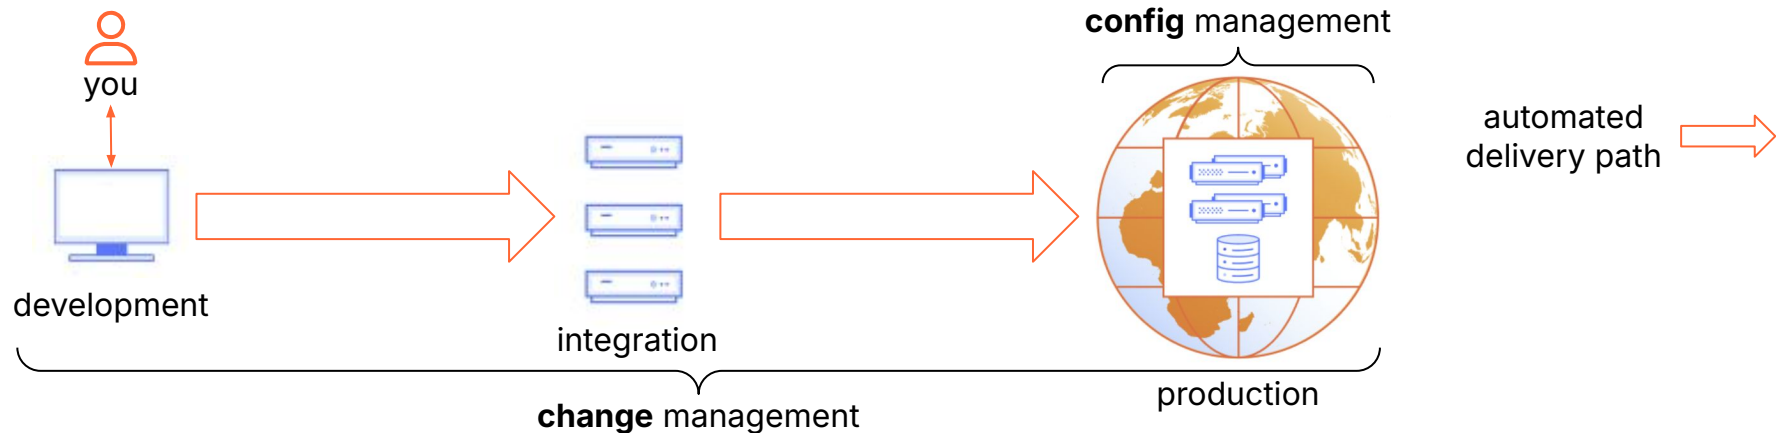 config management
you
automated
delivery path
development
integration
production
change management